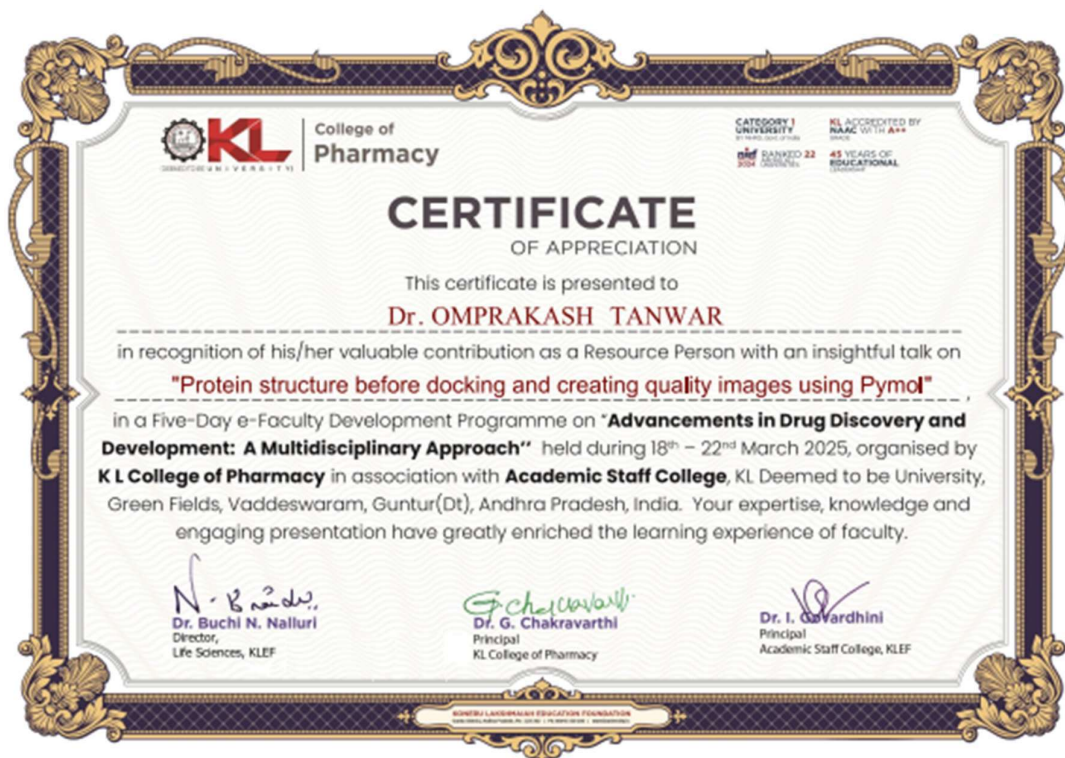 KL
College of
Pharmacy
CATEGORY 1
UNIVERSITY
KL ACCREDITED BY
NAAC WITH A++
GRADE
RANKED 22
2024
45 YEARS OF
EDUCATIONAL
LEADERSHIP
CERTIFICATE
OF APPRECIATION
This certificate is presented to
Dr. OMPRAKASH TANWAR
in recognition of his/her valuable contribution as a Resource Person with an insightful talk on
"Protein structure before docking and creating quality images using Pymol"
,
in a Five-Day e-Faculty Development Programme on "Advancements in Drug Discovery and
Development: A Multidisciplinary Approach'' held during 18th – 22nd March 2025, organised by
K L College of Pharmacy in association with Academic Staff College, KL Deemed to be University,
Green Fields, Vaddeswaram, Guntur(Dt), Andhra Pradesh, India. Your expertise, knowledge and
engaging presentation have greatly enriched the learning experience of faculty.
Dr. Buchi N. Nalluri
Director,
Life Sciences, KLEF
G. Chakravarthi
Dr. G. Chakravarthi
Principal
KL College of Pharmacy
Dr. I. Govardhini
Principal
Academic Staff College, KLEF
KONERU LAKSHMAIAH EDUCATION FOUNDATION